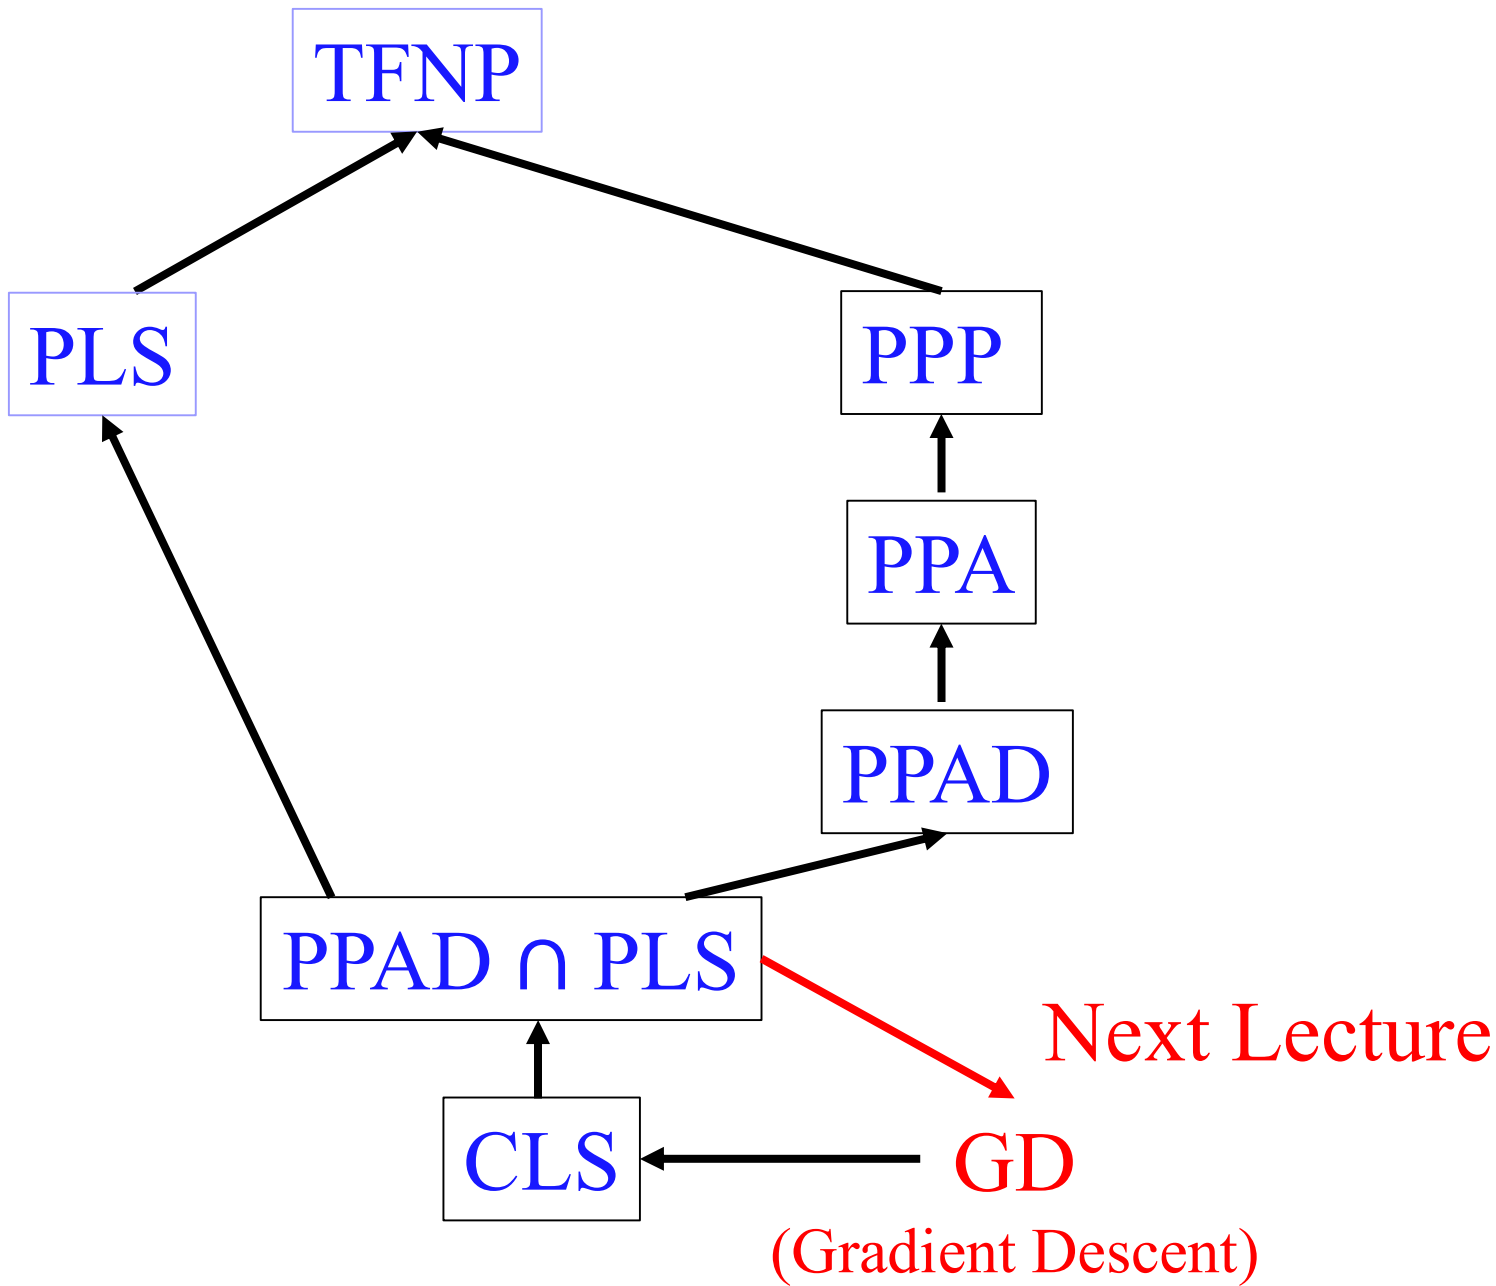 TFNP
PLS
PPP
PPA
PPAD
PPAD ∩ PLS
Next Lecture
CLS
GD
(Gradient Descent)